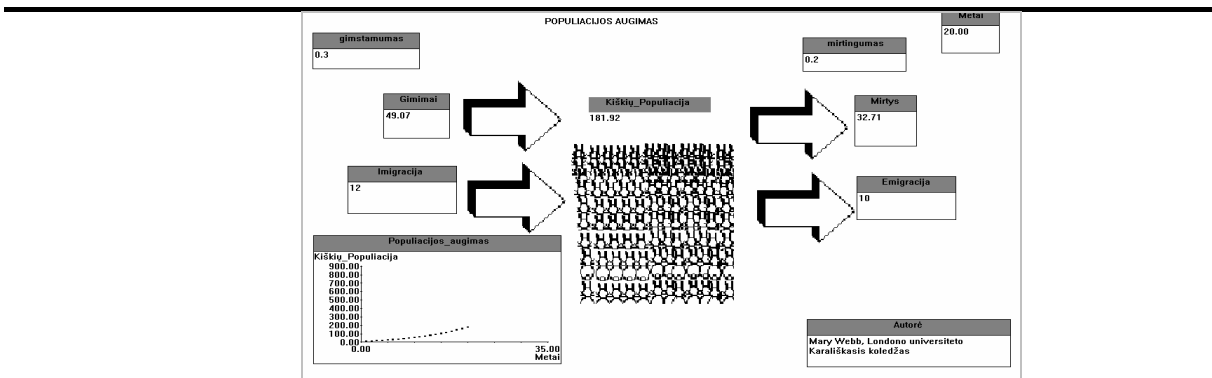 POPULIACIJOS AUGIMAS
Metai
20.00
gimstamumas
0.3
mirtingumas
0.2
Gimimai
49.07
Kiškių_Populiacija
181.92
Mirtys
32.71
Imigracija
12
Emigracija
10
Populiacijos_augimas
Kiškių_Populiacija
900.00
800.00
700.00
600.00
500.00
400.00
300.00
200.00
100.00
0.00
0.00
35.00
Metai
Autorė
Mary Webb, Londono universiteto
Karališkasis koledžas